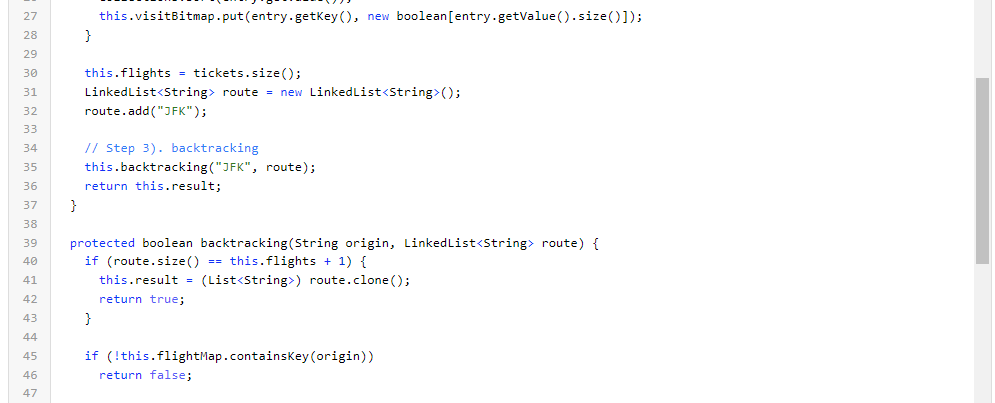 27 this.visitBitmap.put(entry.getKey(), new boolean[entry.getValue().size()]);
28 }
29
30 this.flights = tickets.size();
31 LinkedList<String> route = new LinkedList<String>();
32 route.add("JFK");
33
34 // Step 3). backtracking
35 this.backtracking("JFK", route);
36 return this.result;
37 }
38
39 protected boolean backtracking(String origin, LinkedList<String> route) {
40 if (route.size() == this.flights + 1) {
41 this.result = (List<String>) route.clone();
42 return true;
43 }
44
45 if (!this.flightMap.containsKey(origin))
46 return false;
47